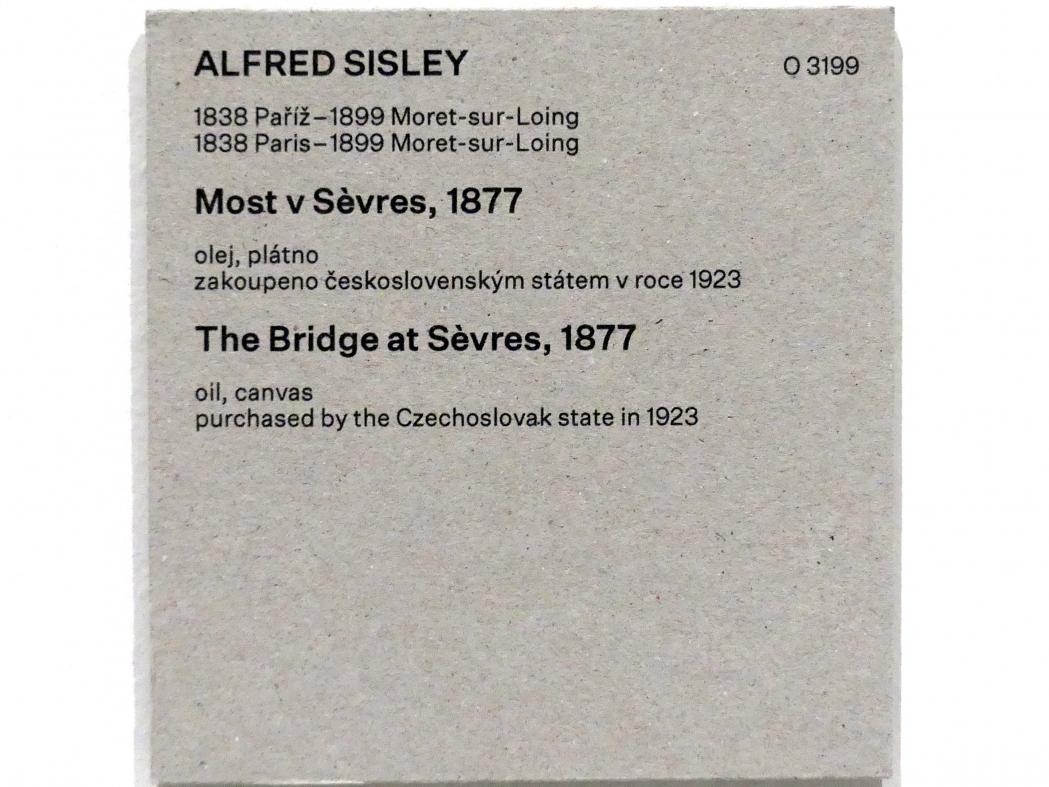 ALFRED SISLEY O 3199
1838 Paříž–1899 Moret-sur-Loing
1838 Paris–1899 Moret-sur-Loing
Most v Sèvres, 1877
olej, plátno
zakoupeno československým státem v roce 1923
The Bridge at Sèvres, 1877
oil, canvas
purchased by the Czechoslovak state in 1923